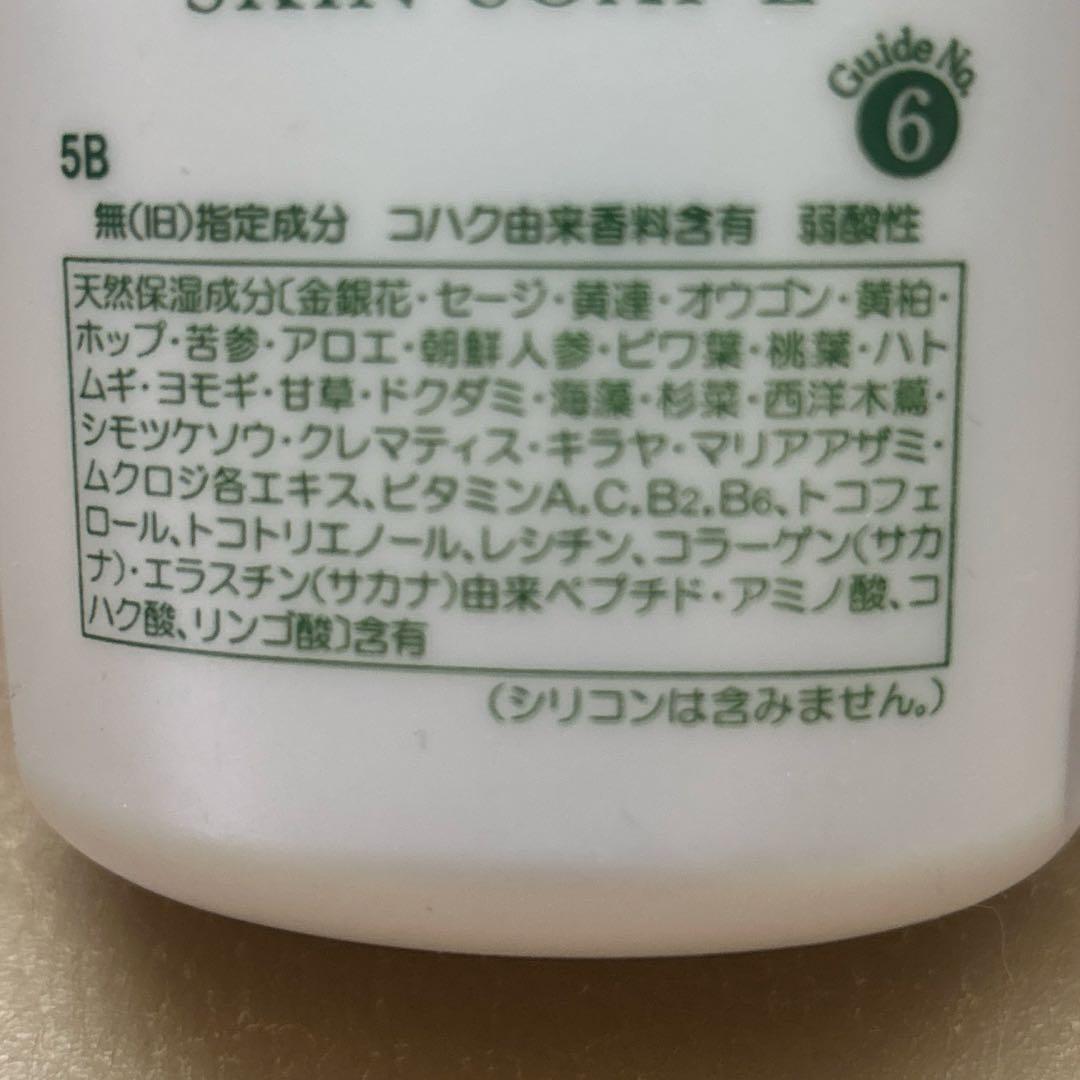 SKIN SOAP E
Guide No.
6
5B
無(旧)指定成分 コハク由来香料含有 弱酸性
天然保湿成分〔金銀花・セージ・黄連・オウゴン・黄柏・
ホップ・苦参・アロエ・朝鮮人参・ビワ葉・桃葉・ハト
ムギ・ヨモギ・甘草・ドクダミ・海藻・杉菜・西洋木蔦・
シモツケソウ・クレマティス・キラヤ・マリアアザミ・
ムクロジ各エキス、ビタミンA、C、B2、B6、トコフェ
ロール、トコトリエノール、レシチン、コラーゲン(サカ
ナ)・エラスチン(サカナ)由来ペプチド・アミノ酸、コ
ハク酸、リンゴ酸〕含有
(シリコンは含みません。)